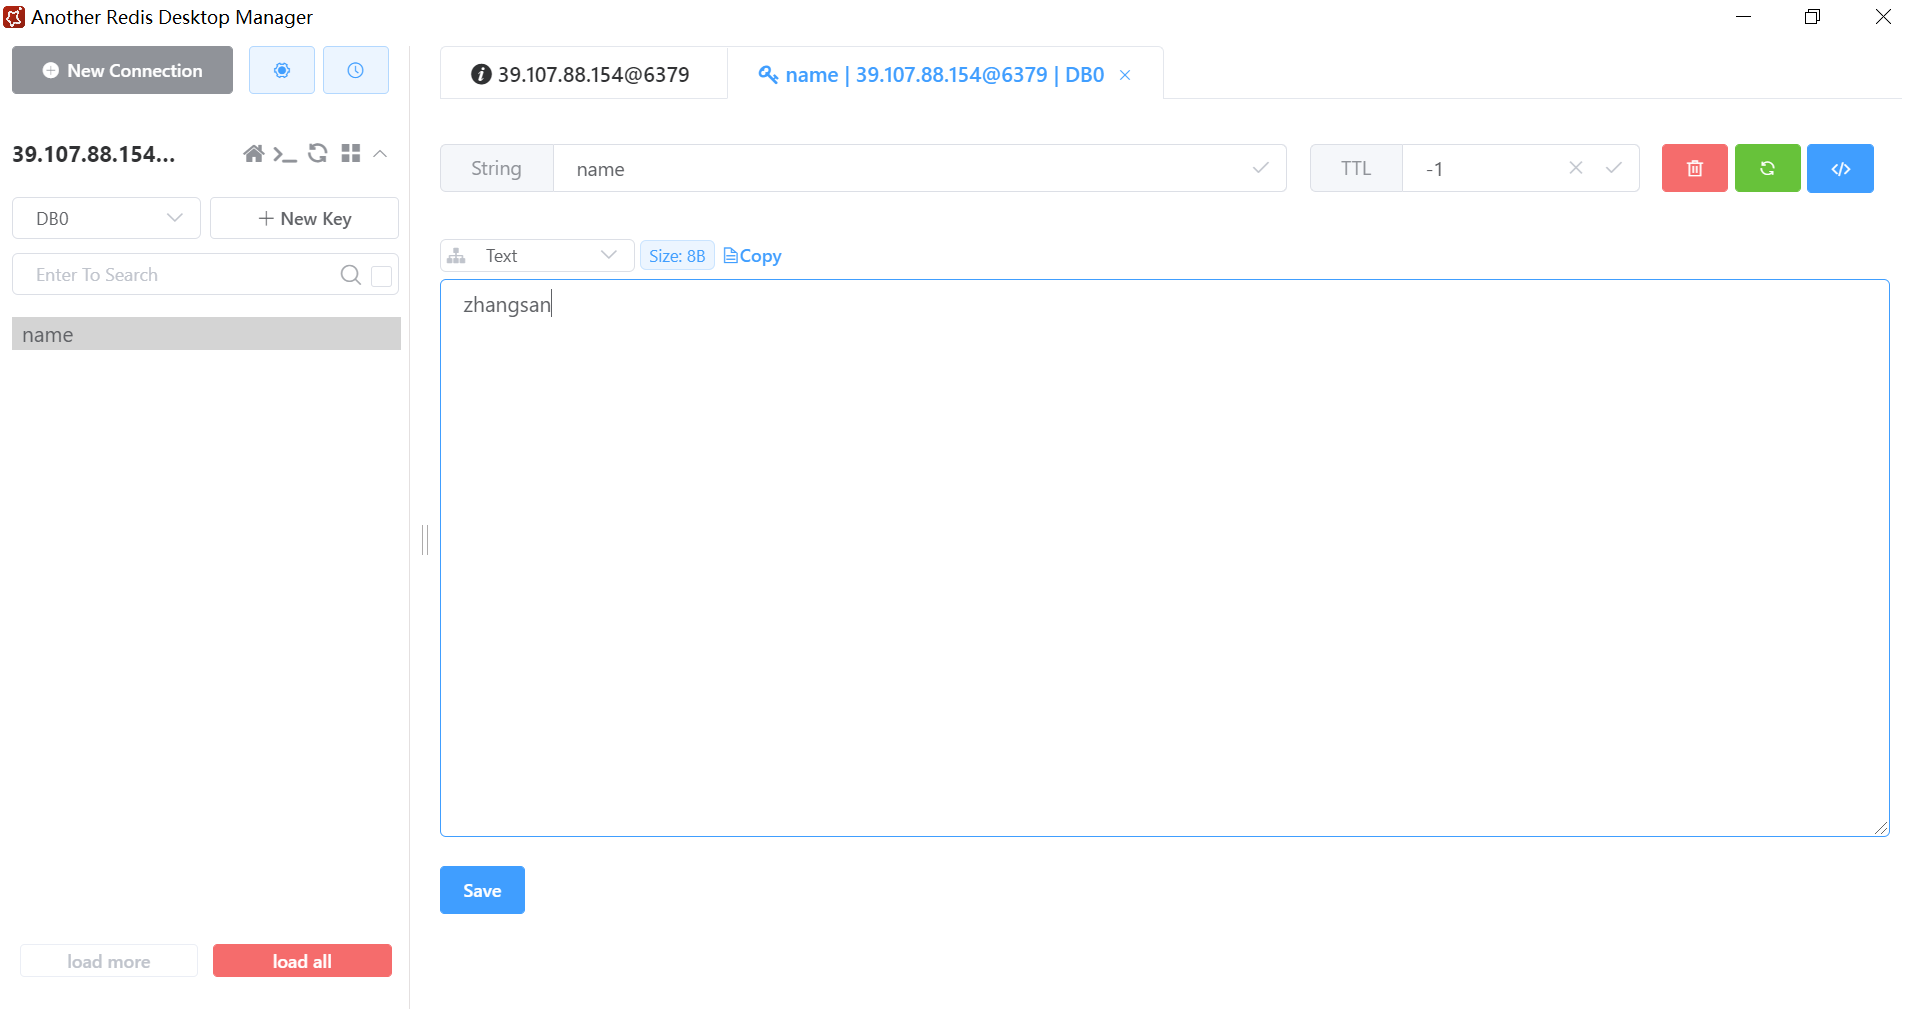 Another Redis Desktop Manager
New Connection
39.107.88.154@6379
name | 39.107.88.154@6379 | DB0
39.107.88.154...
String
name
TTL
-1
DB0
New Key
Text
Size: 8B
Copy
Enter To Search
zhangsan
name
Save
load more
load all